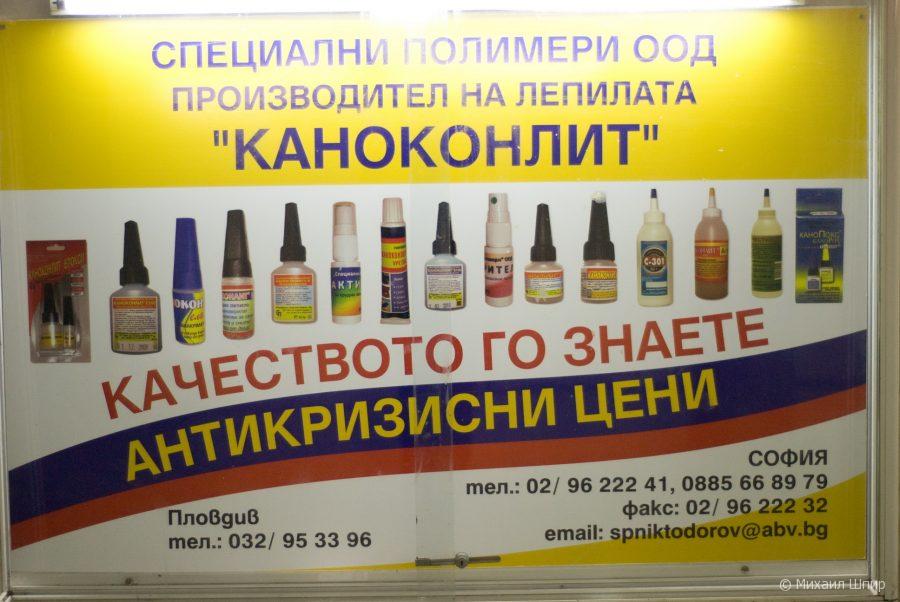 СПЕЦИАЛНИ ПОЛИМЕРИ ООД
ПРОИЗВОДИТЕЛ НА ЛЕПИЛАТА
"КАНОКОНЛИТ"
С-301
КАЧЕСТВОТО ГО ЗНАЕТЕ
АНТИКРИЗИСНИ ЦЕНИ
СОФИЯ
тел.: 02/ 96 222 41, 0885 66 89 79
факс: 02/ 96 222 32
email: spniktodorov@abv.bg
Пловдив
тел.: 032/ 95 33 96
© Михаил Шпир